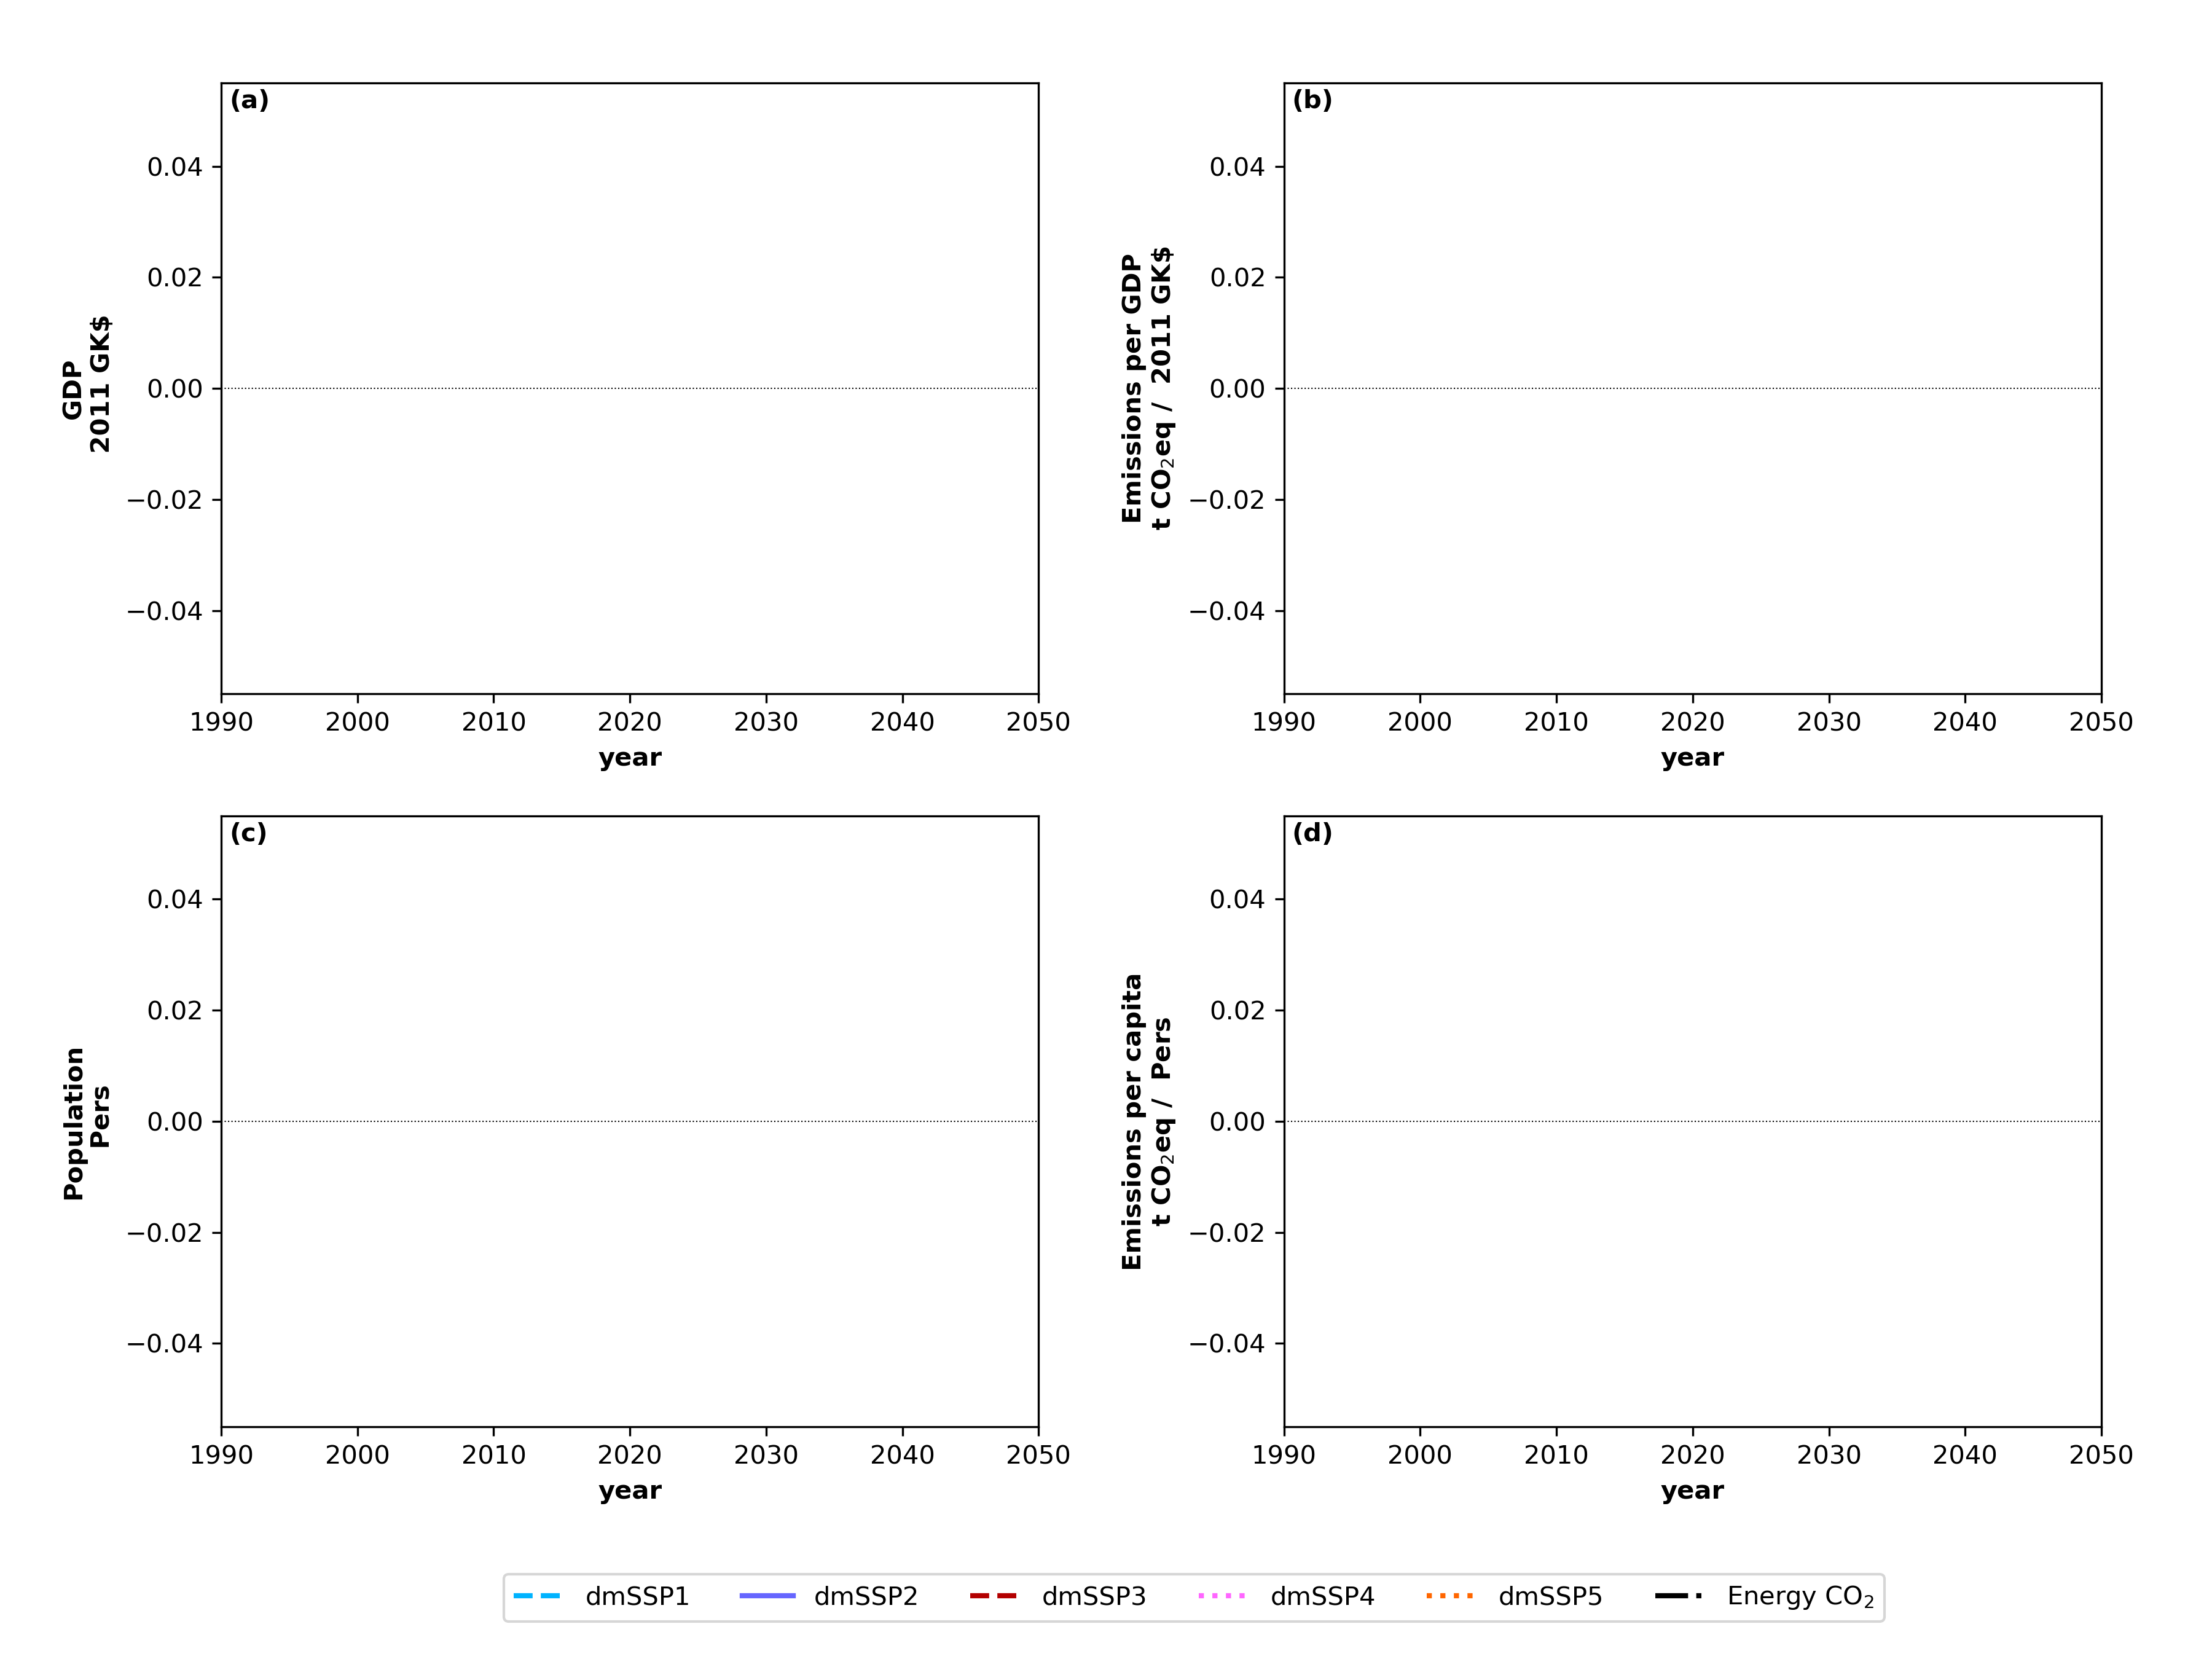 (a)
0.04
0.02
0.00
−0.02
−0.04
GDP
2011 GK$
1990 2000 2010 2020 2030 2040 2050
year
(b)
0.04
0.02
0.00
−0.02
−0.04
Emissions per GDP
t CO₂eq / 2011 GK$
1990 2000 2010 2020 2030 2040 2050
year
(c)
0.04
0.02
0.00
−0.02
−0.04
Population
Pers
1990 2000 2010 2020 2030 2040 2050
year
(d)
0.04
0.02
0.00
−0.02
−0.04
Emissions per capita
t CO₂eq / Pers
1990 2000 2010 2020 2030 2040 2050
year
dmSSP1 dmSSP2 dmSSP3 dmSSP4 dmSSP5 Energy CO₂